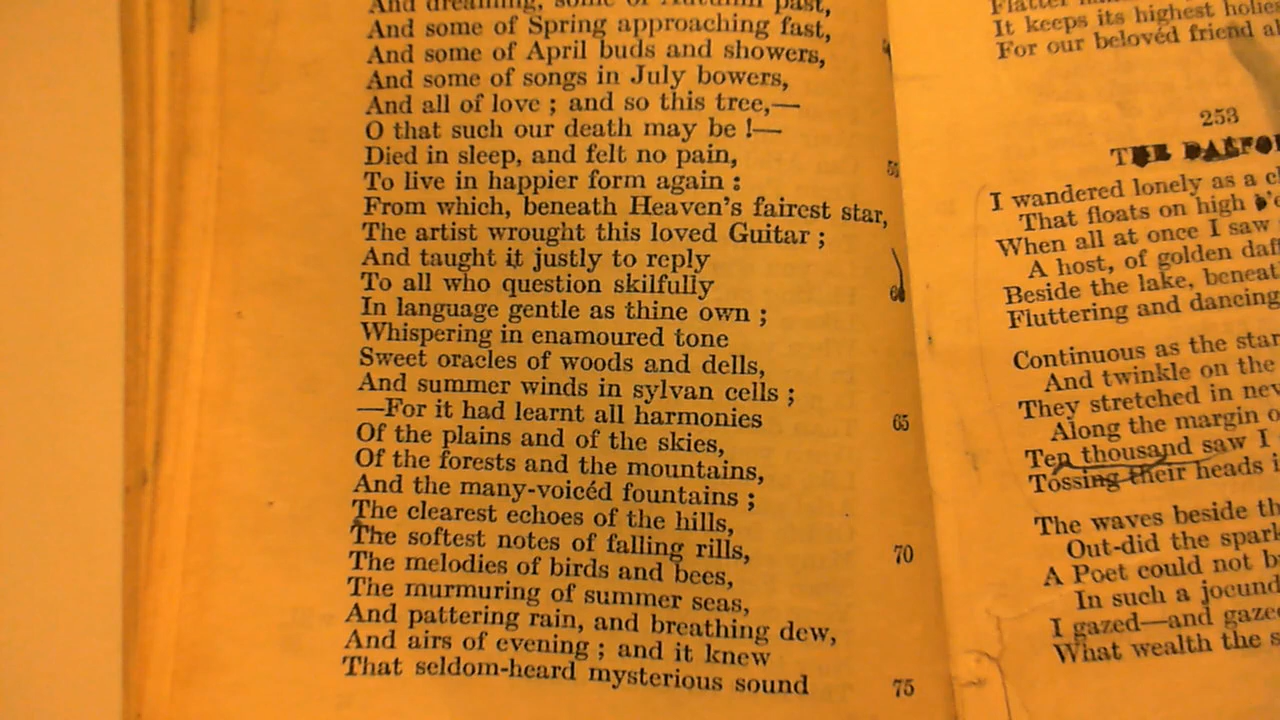 And dreaming, some of Autumn past,
And some of Spring approaching fast,
And some of April buds and showers,
And some of songs in July bowers,
And all of love ; and so this tree,—
O that such our death may be !—
Died in sleep, and felt no pain,
55
To live in happier form again :
From which, beneath Heaven's fairest star,
The artist wrought this loved Guitar ;
And taught it justly to reply
To all who question skilfully
60
In language gentle as thine own ;
Whispering in enamoured tone
Sweet oracles of woods and dells,
And summer winds in sylvan cells ;
—For it had learnt all harmonies
65
Of the plains and of the skies,
Of the forests and the mountains,
And the many-voicéd fountains ;
The clearest echoes of the hills,
The softest notes of falling rills,
70
The melodies of birds and bees,
The murmuring of summer seas,
And pattering rain, and breathing dew,
And airs of evening ; and it knew
That seldom-heard mysterious sound
75
It keeps its highest
For our belovéd friend
253
THE
I wandered lonely as a
That floats on high
When all at once I saw
A host, of golden
Beside the lake,
Fluttering and dancing
Continuous as the
And twinkle on the
They stretched in
Along the margin
Ten thousand saw I
Tossing their heads
The waves beside
Out-did the
A Poet could not
In such a
I gazed—and
What wealth the